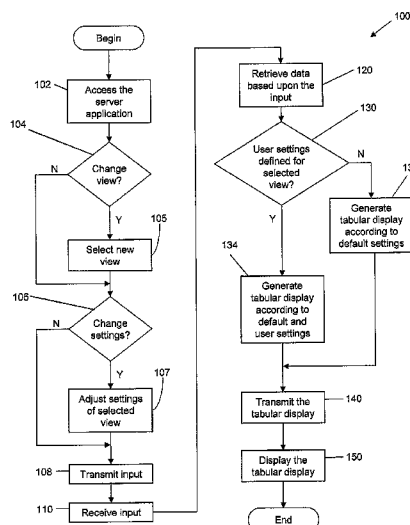 100
Begin
102
Access the
server
application
104
Change
view?
N
Y
105
Select new
view
106
Change
settings?
N
Y
107
Adjust settings
of selected
view
108
Transmit input
110
Receive input
120
Retrieve data
based upon the
input
130
User settings
defined for
selected view?
N
Y
13
Generate
tabular display
according to
default settings
134
Generate
tabular display
according to
default and
user settings
140
Transmit the
tabular display
150
Display the
tabular display
End